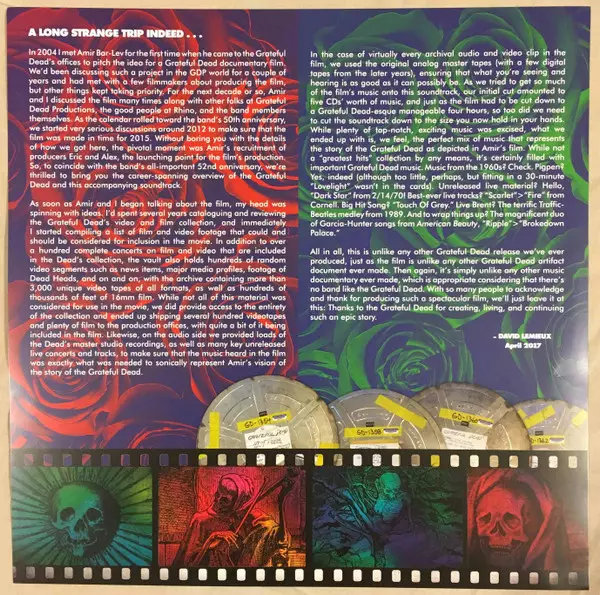 A LONG STRANGE TRIP INDEED . . .
In 2004 I met Amir Bar-Lev for the first time when he came to the Grateful
Dead's offices to pitch the idea for a Grateful Dead documentary film.
We'd been discussing such a project in the GDP world for a couple of
years and had met with a few filmmakers about producing the film,
but other things kept taking priority. For the next decade or so, Amir
and I discussed the film many times along with other folks at Grateful
Dead Productions, the good people at Rhino, and the band members
themselves. As the calendar rolled toward the band's 50th anniversary,
we started very serious discussions around 2012 to make sure that the
film was made in time for 2015. Without boring you with the details
of how we got here, the pivotal moment was Amir's recruitment of
producers Eric and Alex, the launching point for the film's production.
So, to coincide with the band's all-important 52nd anniversary, we're
thrilled to bring you the career-spanning overview of the Grateful
Dead and this accompanying soundtrack.
As soon as Amir and I began talking about the film, my head was
spinning with ideas. I'd spent several years cataloguing and reviewing
the Grateful Dead's video and film collection, and immediately
I started compiling a list of film and video footage that could and
should be considered for inclusion in the movie. In addition to over
a hundred complete concerts on film and video that are included
in the Dead's collection, the vault also holds hundreds of random
video segments such as news items, major media profiles, footage of
Dead Heads, and on and on, with the archive containing more than
3,000 unique video tapes of all formats, as well as hundreds of
thousands of feet of 16mm film. While not all of this material was
considered for use in the movie, we did provide access to the entirety
of the collection and ended up shipping several hundred videotapes
and plenty of film to the production offices, with quite a bit of it being
included in the film. Likewise, on the audio side we provided loads of
the Dead's master studio recordings, as well as many key unreleased
live concerts and tracks, to make sure that the music heard in the film
was exactly what was needed to sonically represent Amir's vision of
the story of the Grateful Dead.
In the case of virtually every archival audio and video clip in the
film, we used the original analog master tapes (with a few digital
tapes from the later years), ensuring that what you're seeing and
hearing is as good as it can possibly be. As we tried to get so much
of the film's music onto this soundtrack, our initial cut amounted to
five CDs' worth of music, and just as the film had to be cut down to
a Grateful Dead-esque manageable four hours, so too did we need
to cut the soundtrack down to the size you now hold in your hands.
While plenty of top-notch, exciting music was excised, what we
ended up with is, we feel, the perfect mix of music that represents
the story of the Grateful Dead as depicted in Amir's film. While not
a "greatest hits" collection by any means, it's certainly filled with
important Grateful Dead music. Music from the 1960s? Check. Pigpen?
Yes, indeed (although too little, perhaps, but fitting in a 30-minute
"Lovelight" wasn't in the cards). Unreleased live material? Hello,
"Dark Star" from 2/14/70! Best-ever live tracks? "Scarlet">"Fire" from
Cornell. Big Hit Song? "Touch Of Grey." Live Brent? The terrific Traffic-
Beatles medley from 1989. And to wrap things up? The magnificent duo
of Garcia-Hunter songs from American Beauty, "Ripple">"Brokedown
Palace."
All in all, this is unlike any other Grateful Dead release we've ever
produced, just as the film is unlike any other Grateful Dead artifact
document ever made. Then again, it's simply unlike any other music
documentary ever made, which is appropriate considering that there's
no band like the Grateful Dead. With so many people to acknowledge
and thank for producing such a spectacular film, we'll just leave it at
this: Thanks to the Grateful Dead for creating, living, and continuing
such an epic story.
- DAVID LEMIEUX
April 2017
GD-1354
GD-1358